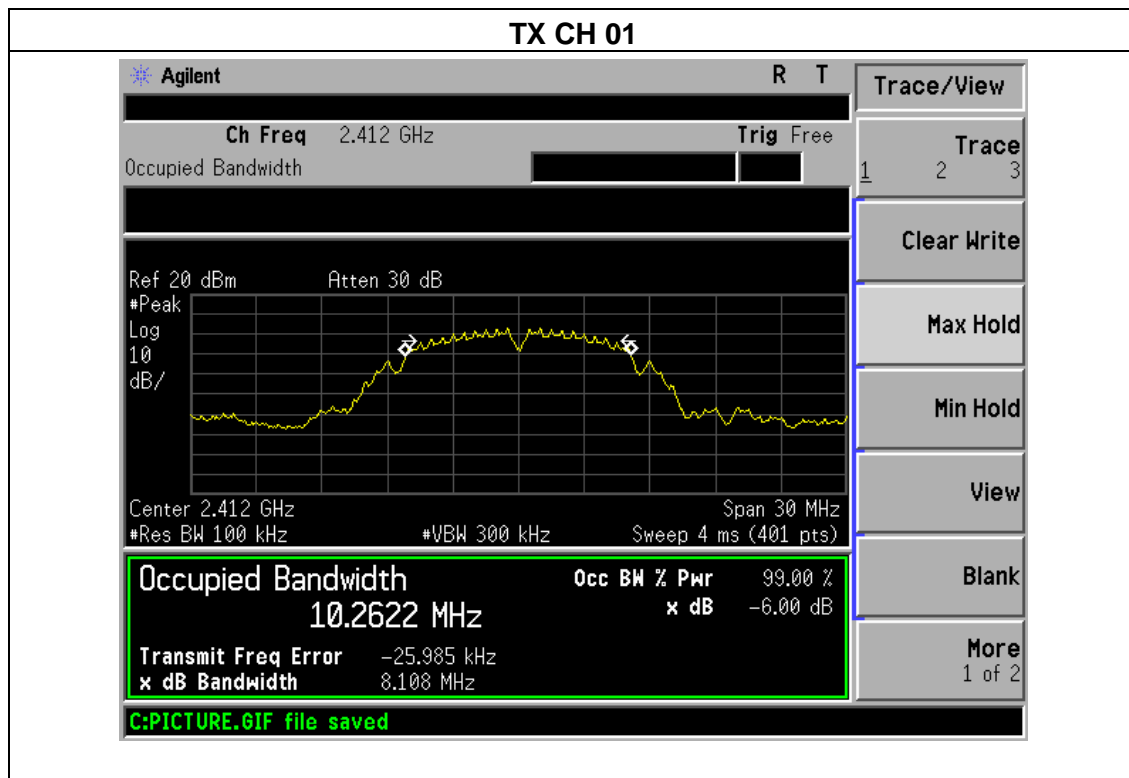 TX CH 01
Agilent R T
Ch Freq 2.412 GHz Trig Free
Occupied Bandwidth
Ref 20 dBm Atten 30 dB
#Peak
Log
10
dB/
Center 2.412 GHz Span 30 MHz
#Res BW 100 kHz #VBW 300 kHz Sweep 4 ms (401 pts)
Occupied Bandwidth Occ BW % Pwr 99.00 %
10.2622 MHz x dB -6.00 dB
Transmit Freq Error -25.985 kHz
x dB Bandwidth 8.108 MHz
C:PICTURE.GIF file saved
Trace/View
Trace
1 2 3
Clear Write
Max Hold
Min Hold
View
Blank
More
1 of 2